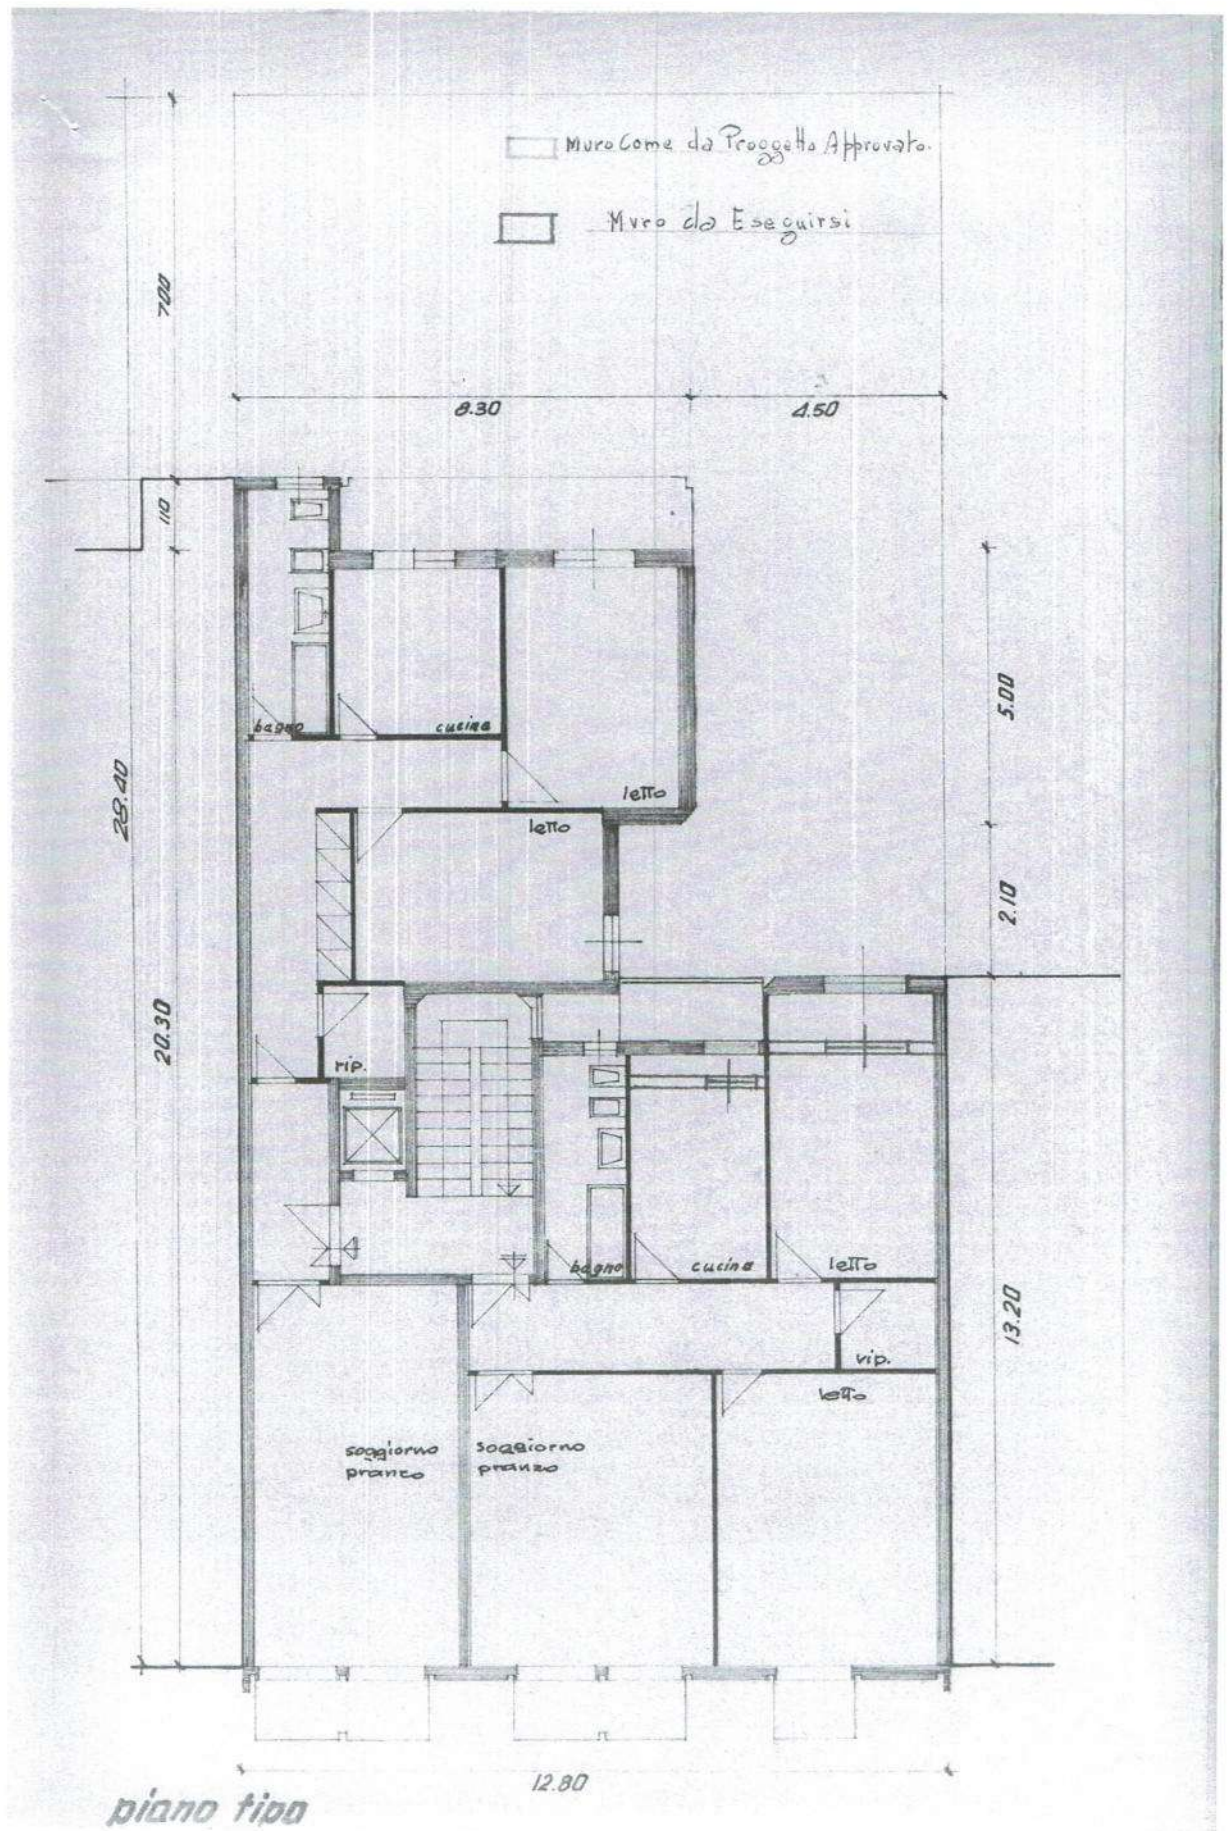 Muro Come da Proggetto Approvato.
Muro da Eseguirsi
700
8.30
4.50
110
5.00
bagno
cucina
letto
letto
28.40
2.10
20.30
rip.
bagno
cucina
letto
13.20
rip.
letto
soggiorno
pranzo
soggiorno
pranzo
12.80
piano tipo